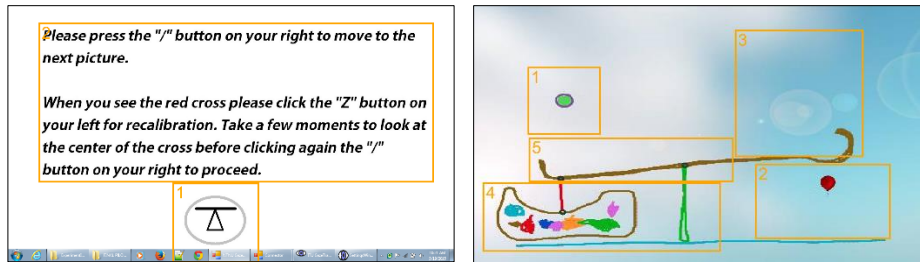 2
Please press the "/" button on your right to move to the
next picture.
When you see the red cross please click the "Z" button on
your left for recalibration. Take a few moments to look at
the center of the cross before clicking again the "/"
button on your right to proceed.
1
3
1
5
2
4